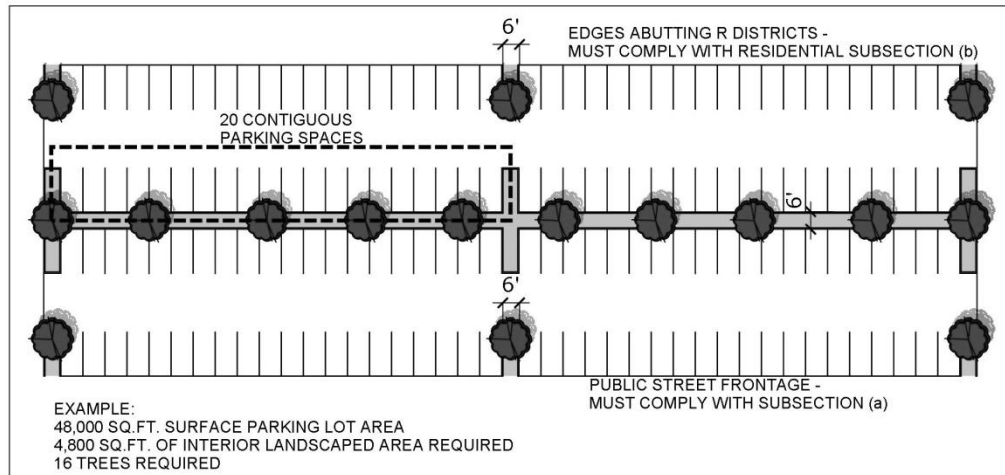 6'
EDGES ABUTTING R DISTRICTS -
MUST COMPLY WITH RESIDENTIAL SUBSECTION (b)
20 CONTIGUOUS
PARKING SPACES
6'
6'
PUBLIC STREET FRONTAGE -
MUST COMPLY WITH SUBSECTION (a)
EXAMPLE:
48,000 SQ.FT. SURFACE PARKING LOT AREA
4,800 SQ.FT. OF INTERIOR LANDSCAPED AREA REQUIRED
16 TREES REQUIRED